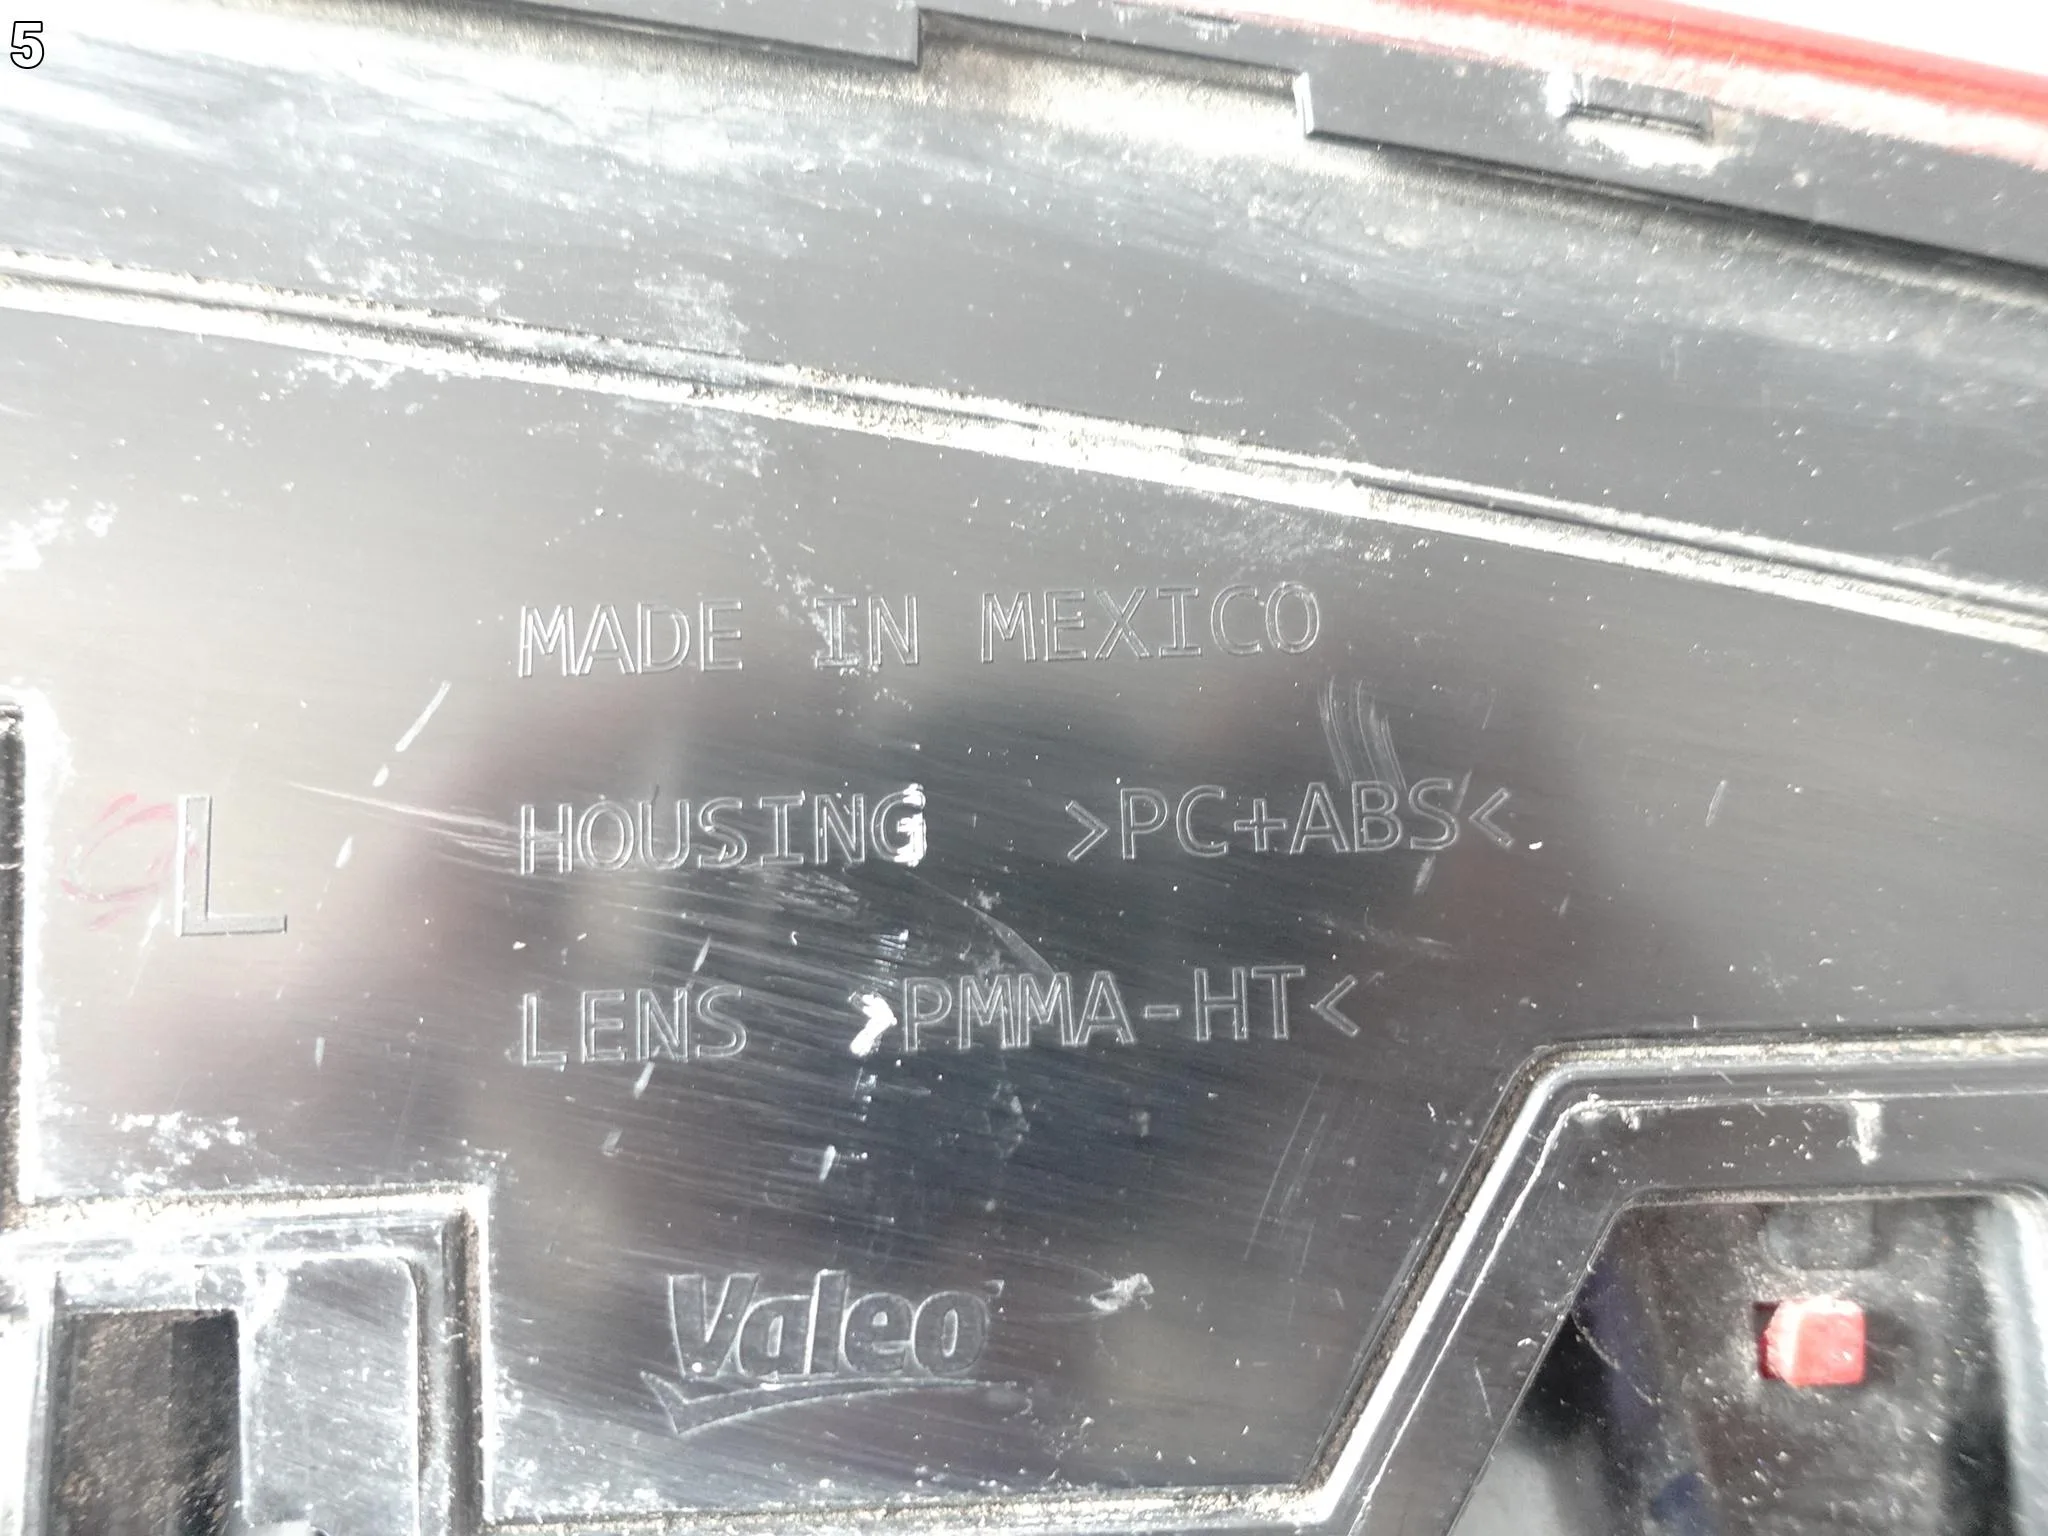 5
MADE IN MEXICO
L HOUSING >PC+ABS<
LENS >PMMA-HT<
Valeo